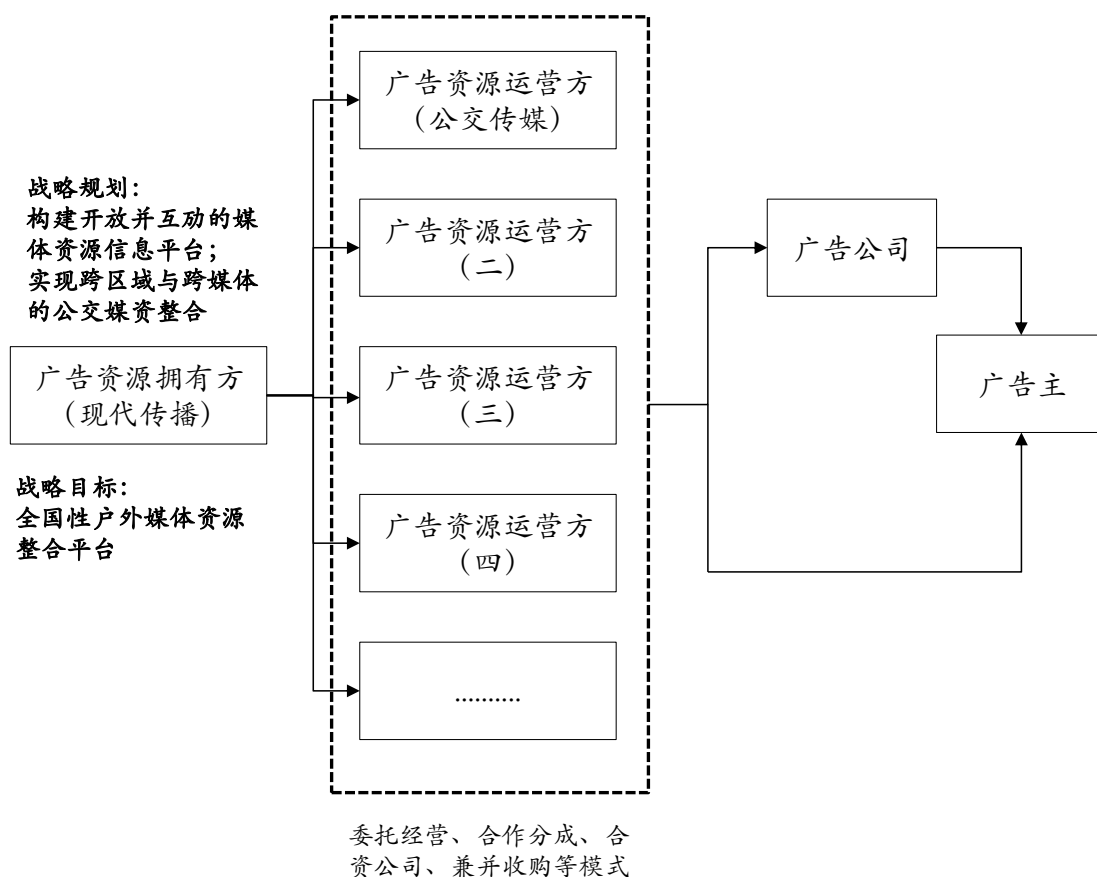 战略规划：
构建开放并互动的媒
体资源信息平台；
实现跨区域与跨媒体
的公交媒资整合
广告资源拥有方
（现代传播）
战略目标：
全国性户外媒体资源
整合平台
广告资源运营方
（公交传媒）
广告资源运营方
（二）
广告资源运营方
（三）
广告资源运营方
（四）
..........
委托经营、合作分成、合
资公司、兼并收购等模式
广告公司
广告主